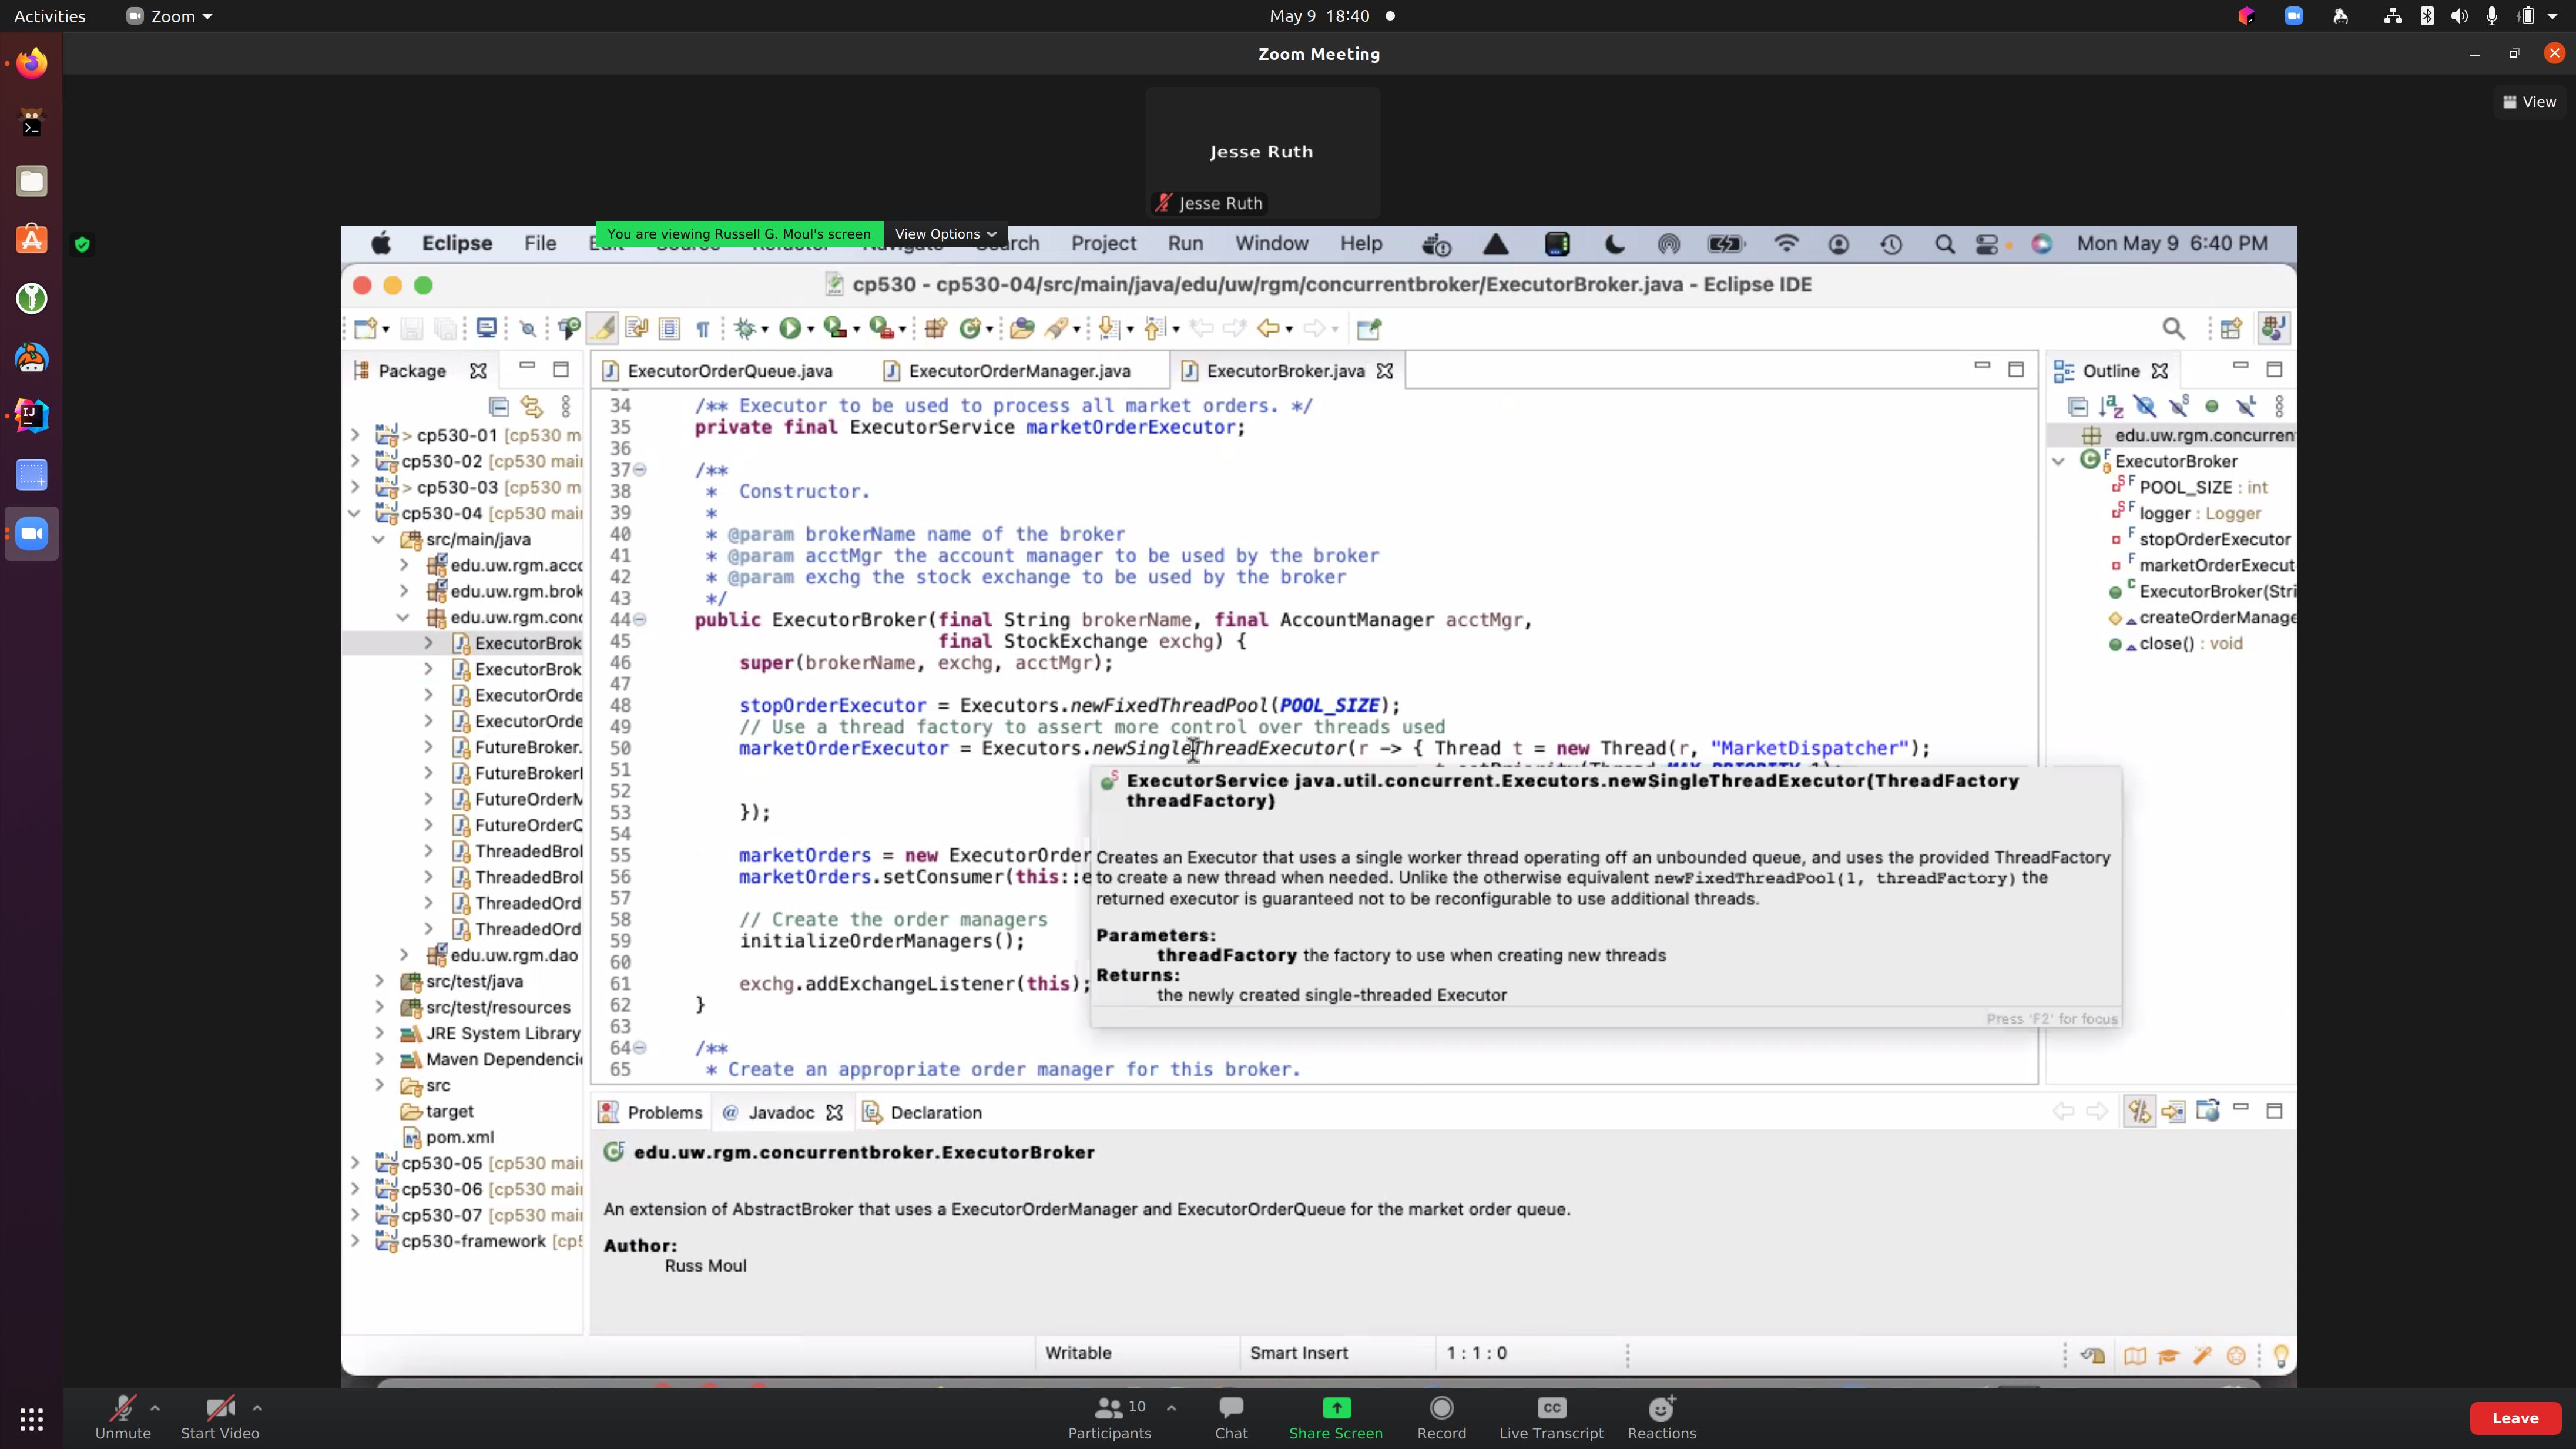 Activities
Zoom
May 9 18:40
Zoom Meeting
View
Jesse Ruth
Jesse Ruth
You are viewing Russell G. Moul's screen
View Options
Eclipse File Search Project Run Window Help
Mon May 9 6:40 PM
cp530 - cp530-04/src/main/java/edu/uw/rgm/concurrentbroker/ExecutorBroker.java - Eclipse IDE
Package
ExecutorOrderQueue.java
ExecutorOrderManager.java
ExecutorBroker.java
Outline
> cp530-01 [cp530 m
cp530-02 [cp530 mai
> cp530-03 [cp530 m
cp530-04 [cp530 mai
src/main/java
edu.uw.rgm.acco
edu.uw.rgm.brok
edu.uw.rgm.conc
ExecutorBrok
ExecutorBrok
ExecutorOrde
ExecutorOrde
FutureBroker.
FutureBrokerI
FutureOrderM
FutureOrderQ
ThreadedBrol
ThreadedBrol
ThreadedOrd
ThreadedOrd
edu.uw.rgm.dao
src/test/java
src/test/resources
JRE System Library
Maven Dependenci
src
target
pom.xml
cp530-05 [cp530 mai
cp530-06 [cp530 mai
cp530-07 [cp530 mai
cp530-framework [cp5
34 /** Executor to be used to process all market orders. */
35 private final ExecutorService marketOrderExecutor;
36
37 /**
38 * Constructor.
39 *
40 * @param brokerName name of the broker
41 * @param acctMgr the account manager to be used by the broker
42 * @param exchg the stock exchange to be used by the broker
43 */
44 public ExecutorBroker(final String brokerName, final AccountManager acctMgr,
45 final StockExchange exchg) {
46 super(brokerName, exchg, acctMgr);
47
48 stopOrderExecutor = Executors.newFixedThreadPool(POOL_SIZE);
49 // Use a thread factory to assert more control over threads used
50 marketOrderExecutor = Executors.newSingleThreadExecutor(r -> { Thread t = new Thread(r, "MarketDispatcher");
51
52
53 });
54
55 marketOrders = new ExecutorOrder
56 marketOrders.setConsumer(this::e
57
58 // Create the order managers
59 initializeOrderManagers();
60
61 exchg.addExchangeListener(this);
62 }
63
64 /**
65 * Create an appropriate order manager for this broker.
ExecutorService java.util.concurrent.Executors.newSingleThreadExecutor(ThreadFactory
threadFactory)
Creates an Executor that uses a single worker thread operating off an unbounded queue, and uses the provided ThreadFactory
to create a new thread when needed. Unlike the otherwise equivalent newFixedThreadPool(1, threadFactory) the
returned executor is guaranteed not to be reconfigurable to use additional threads.
Parameters:
threadFactory the factory to use when creating new threads
Returns:
the newly created single-threaded Executor
Press 'F2' for focus
edu.uw.rgm.concurren
ExecutorBroker
POOL_SIZE : int
logger : Logger
stopOrderExecutor
marketOrderExecut
ExecutorBroker(Stri
createOrderManage
close() : void
Problems
@ Javadoc
Declaration
edu.uw.rgm.concurrentbroker.ExecutorBroker
An extension of AbstractBroker that uses a ExecutorOrderManager and ExecutorOrderQueue for the market order queue.
Author:
Russ Moul
Writable
Smart Insert
1 : 1 : 0
Unmute
Start Video
Participants 10
Chat
Share Screen
Record
CC
Live Transcript
Reactions
Leave